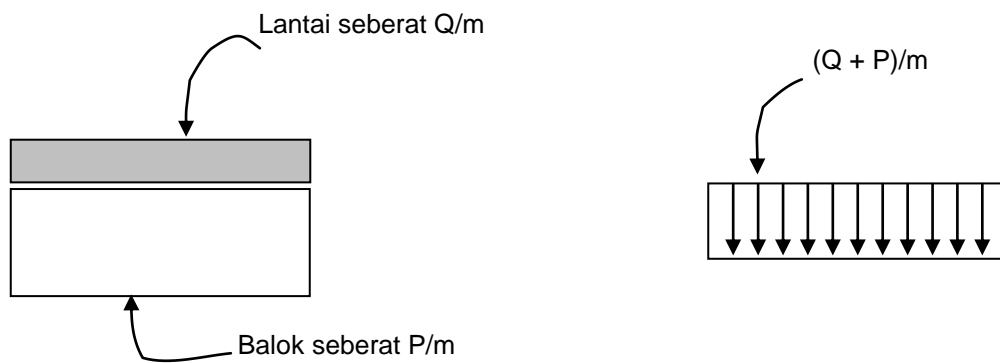 Lantai seberat Q/m
(Q + P)/m
Balok seberat P/m